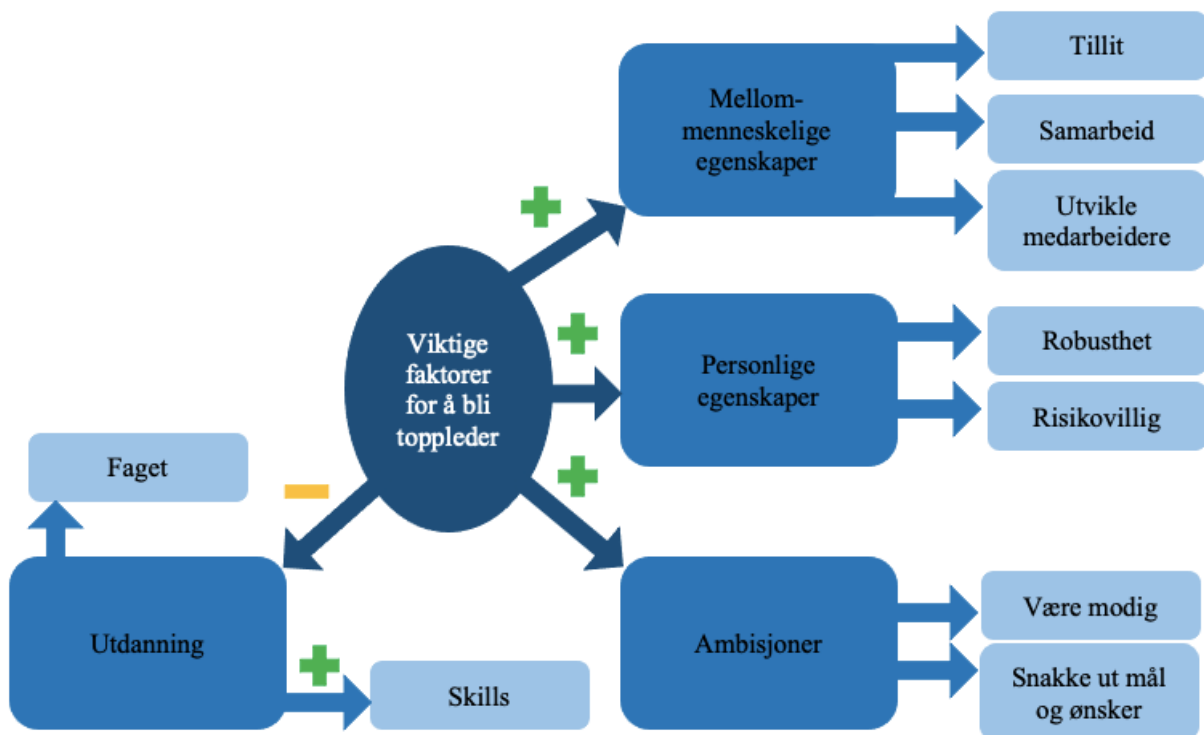 Viktige
faktorer
for å bli
toppleder
Mellom-
menneskelige
egenskaper
Tillit
Samarbeid
Utvikle
medarbeidere
Personlige
egenskaper
Robusthet
Risikovillig
Ambisjoner
Være modig
Snakke ut mål
og ønsker
Utdanning
Faget
Skills